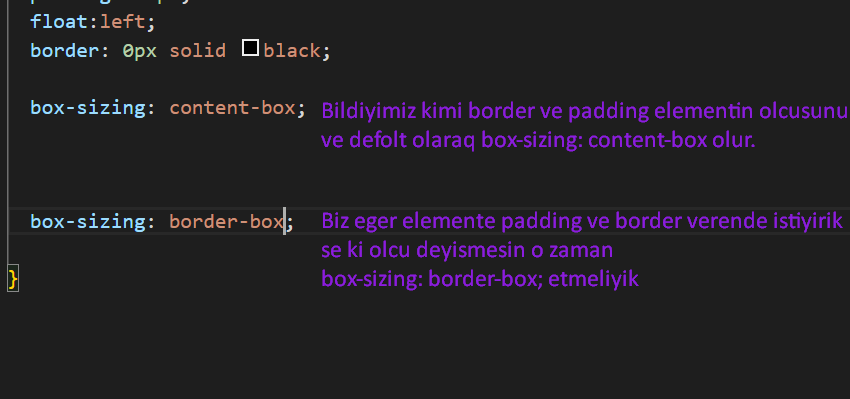 float:left;
border: 0px solid black;
box-sizing: content-box; Bildiyimiz kimi border ve padding elementin olcusunu
ve defolt olaraq box-sizing: content-box olur.
box-sizing: border-box; Biz eger elemente padding ve border verende istiyirik
se ki olcu deyismesin o zaman
box-sizing: border-box; etmeliyik
}